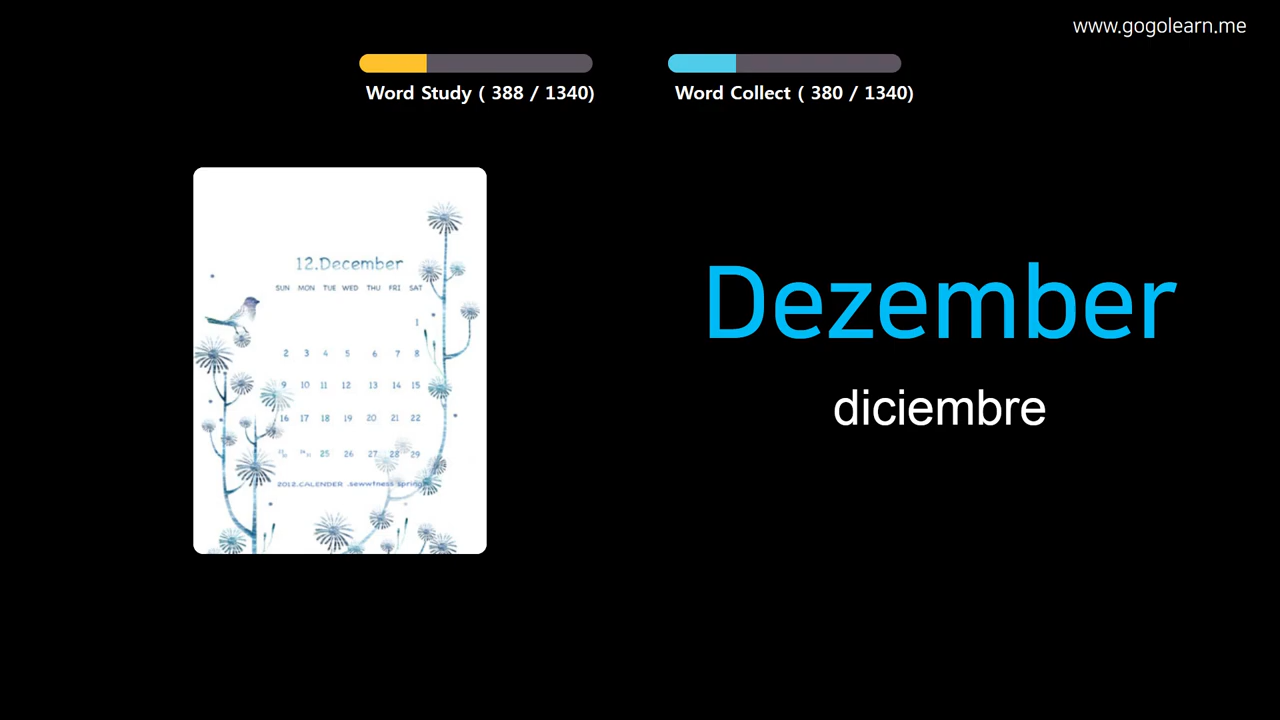 www.gogolearn.me
Word Study ( 388 / 1340)
Word Collect ( 380 / 1340)
12.December
SUN MON TUE WED THU FRI SAT
1
2 3 4 5 6 7 8
9 10 11 12 13 14 15
16 17 18 19 20 21 22
25 26 27 28 29
2012.CALENDER .sewwtness spring
Dezember
diciembre